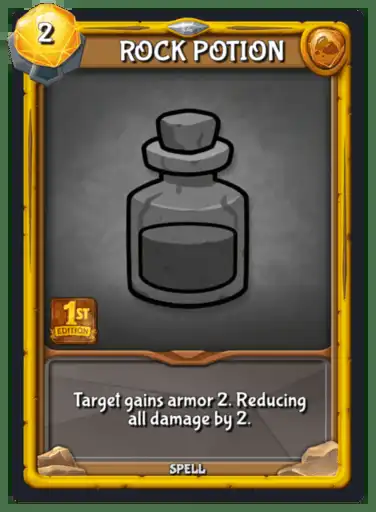 2
ROCK POTION
1ST
EDITION
Target gains armor 2. Reducing
all damage by 2.
SPELL